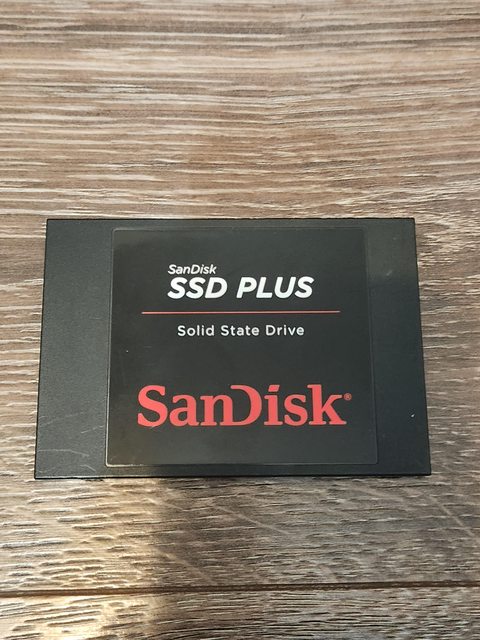 SanDisk
SSD PLUS
Solid State Drive
SanDisk®